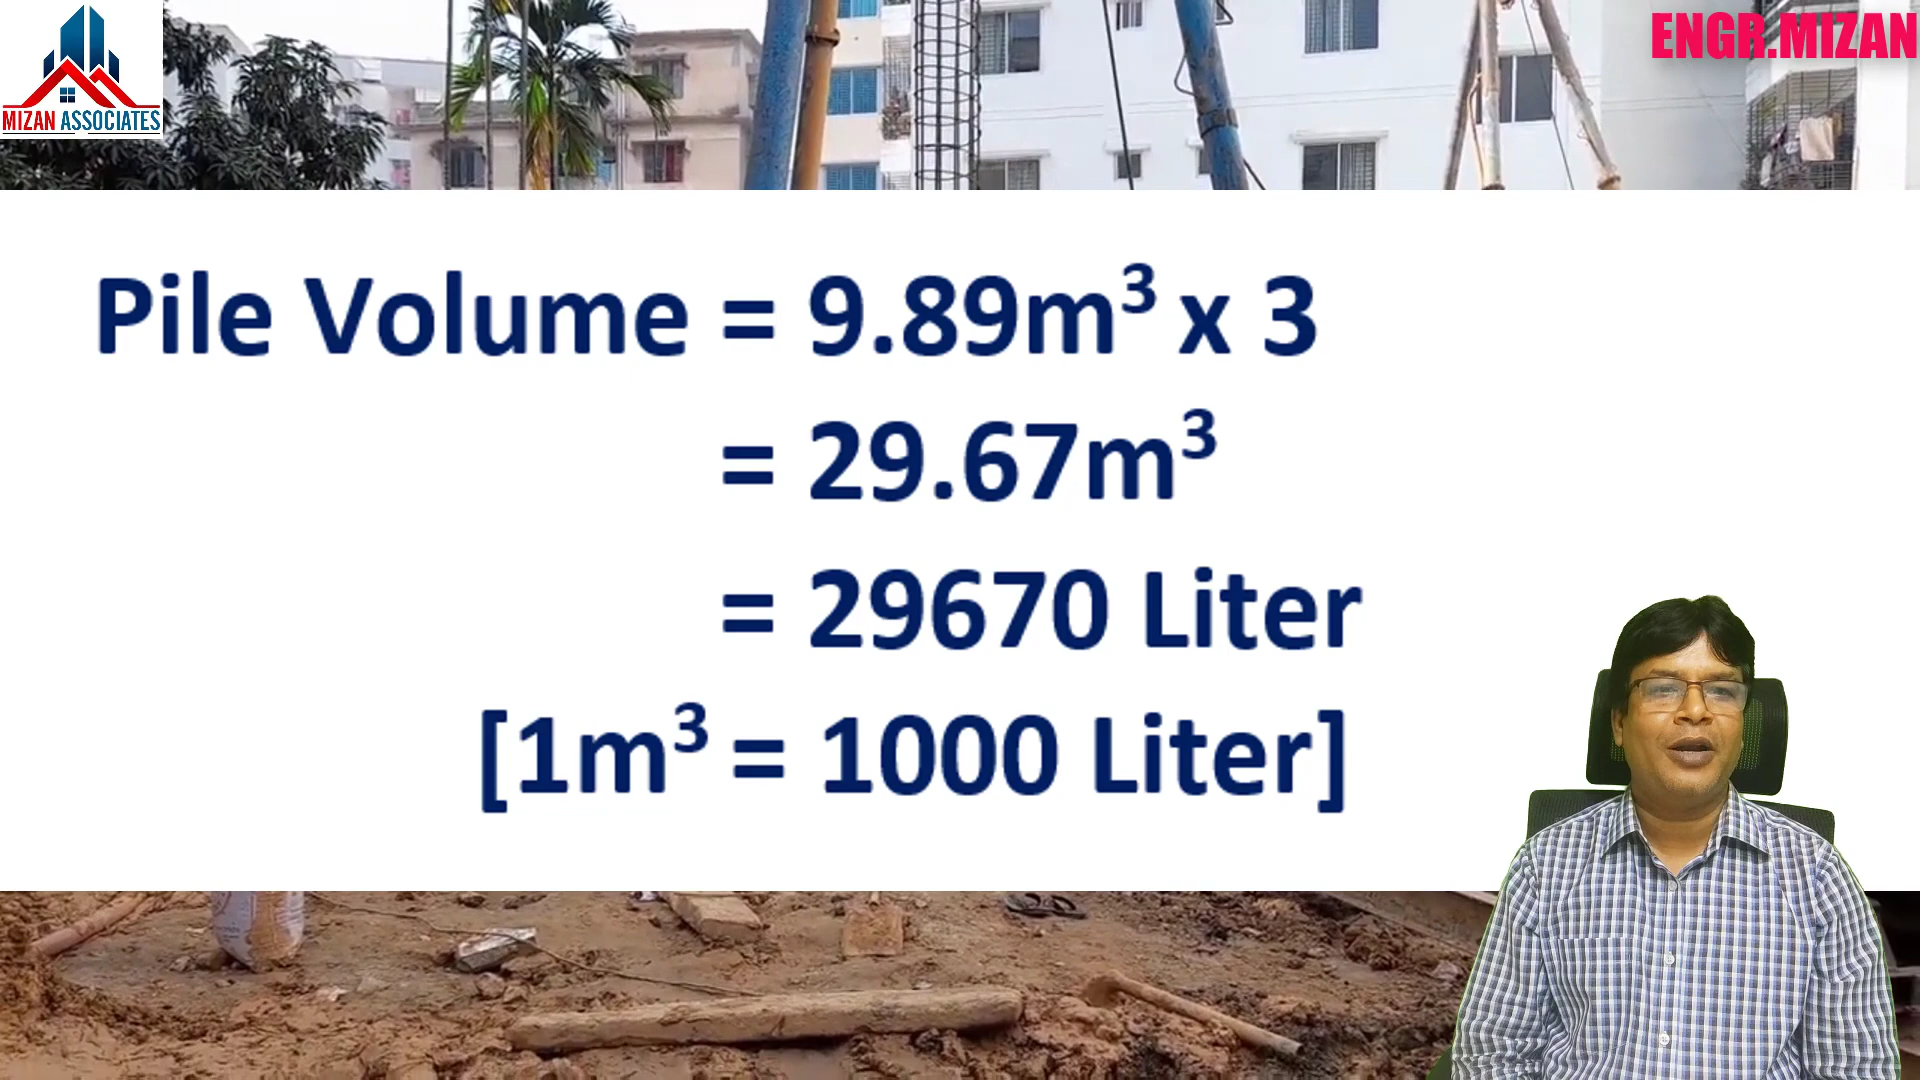 MIZAN ASSOCIATES
ENGR.MIZAN
Pile Volume = 9.89m³ x 3
= 29.67m³
= 29670 Liter
[1m³ = 1000 Liter]